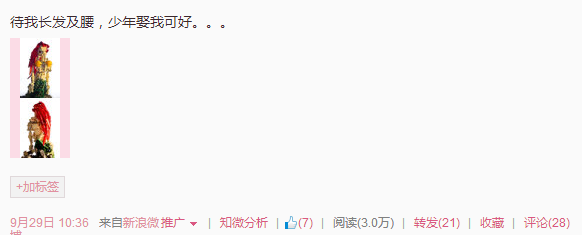 待我长发及腰，少年娶我可好。。。
+加标签
9月29日 10:36 来自新浪微推广 | 知微分析 | (7) | 阅读(3.0万) | 转发(21) | 收藏 | 评论(28)
博